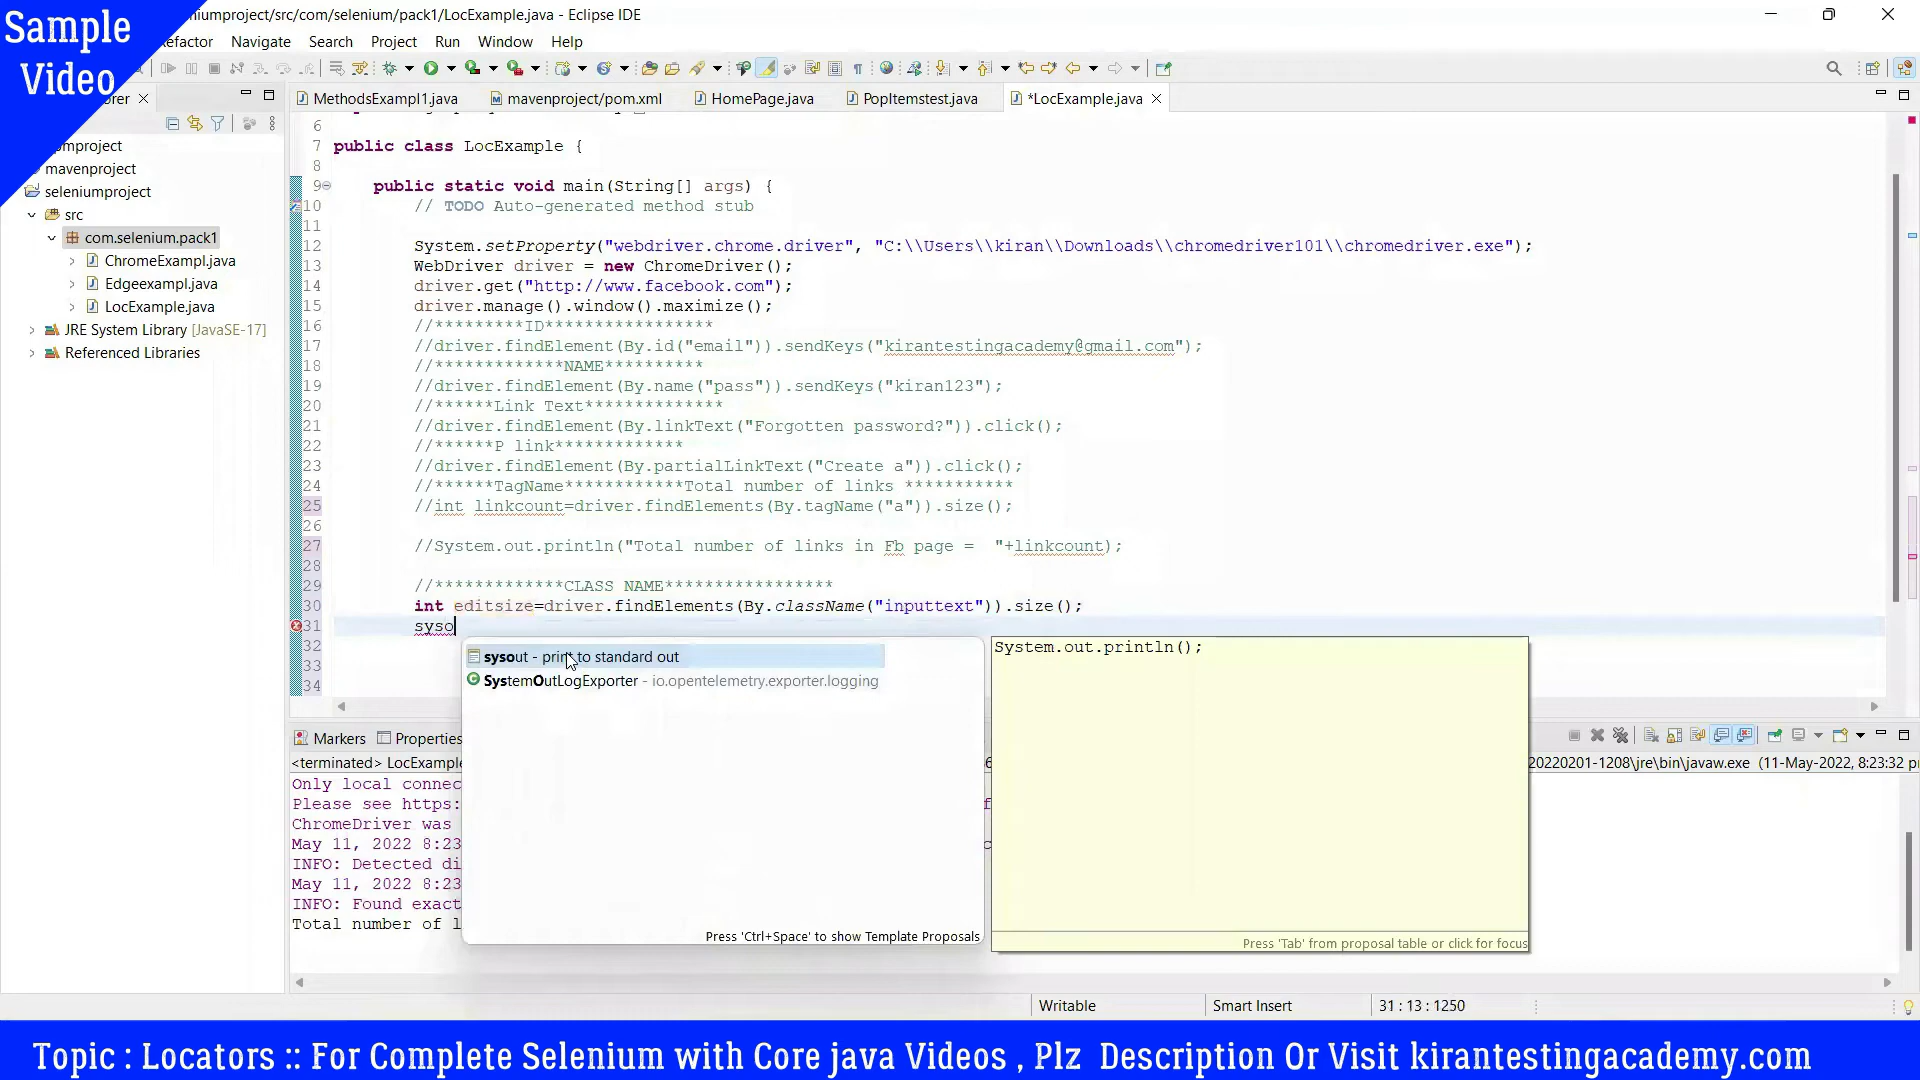 Sample
Video
niumproject/src/com/selenium/pack1/LocExample.java - Eclipse IDE
Refactor Navigate Search Project Run Window Help
MethodsExampl1.java mavenproject/pom.xml HomePage.java PopItemstest.java *LocExample.java
mavenproject
seleniumproject
src
com.selenium.pack1
ChromeExampl.java
Edgeexampl.java
LocExample.java
JRE System Library [JavaSE-17]
Referenced Libraries
6
7 public class LocExample {
8
9 public static void main(String[] args) {
10 // TODO Auto-generated method stub
11
12 System.setProperty("webdriver.chrome.driver", "C:\\Users\\kiran\\Downloads\\chromedriver101\\chromedriver.exe");
13 WebDriver driver = new ChromeDriver();
14 driver.get("http://www.facebook.com");
15 driver.manage().window().maximize();
16 //*********ID*****************
17 //driver.findElement(By.id("email")).sendKeys("kirantestingacademy@gmail.com");
18 //*************NAME**********
19 //driver.findElement(By.name("pass")).sendKeys("kiran123");
20 //******Link Text**************
21 //driver.findElement(By.linkText("Forgotten password?")).click();
22 //******P link*************
23 //driver.findElement(By.partialLinkText("Create a")).click();
24 //******TagName************Total number of links ***********
25 //int linkcount=driver.findElements(By.tagName("a")).size();
26
27 //System.out.println("Total number of links in Fb page =  "+linkcount);
28
29 //*************CLASS NAME*****************
30 int editsize=driver.findElements(By.className("inputtext")).size();
31 syso
32
33
34
sysout - print to standard out
SystemOutLogExporter - io.opentelemetry.exporter.logging
Press 'Ctrl+Space' to show Template Proposals
System.out.println();
Press 'Tab' from proposal table or click for focus
Markers Properties
<terminated> LocExample 20220201-1208\jre\bin\javaw.exe (11-May-2022, 8:23:32 p
Only local connec
Please see https:
ChromeDriver was
May 11, 2022 8:23
INFO: Detected di
May 11, 2022 8:23
INFO: Found exact
Total number of l
Writable Smart Insert 31 : 13 : 1250
Topic : Locators :: For Complete Selenium with Core java Videos , Plz Description Or Visit kirantestingacademy.com